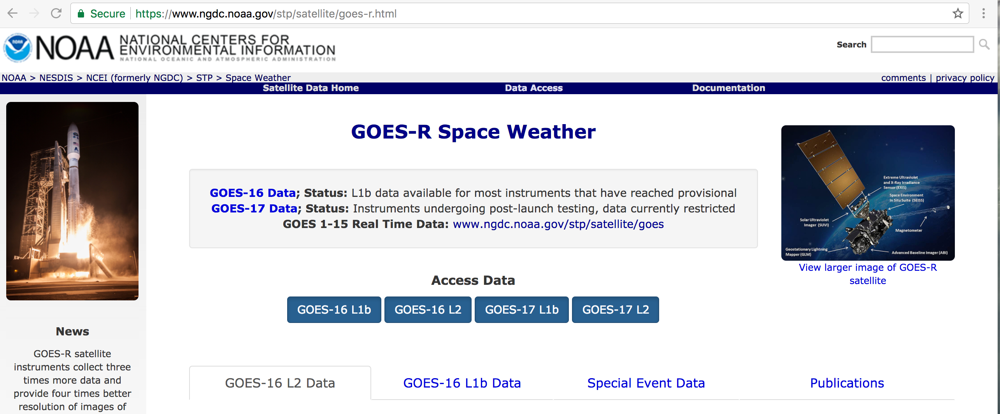 Secure https://www.ngdc.noaa.gov/stp/satellite/goes-r.html
NOAA
NOAA
NATIONAL CENTERS FOR
ENVIRONMENTAL INFORMATION
NATIONAL OCEANIC AND ATMOSPHERIC ADMINISTRATION
Search
NOAA > NESDIS > NCEI (formerly NGDC) > STP > Space Weather
comments | privacy policy
Satellite Data Home
Data Access
Documentation
GOES-R Space Weather
GOES-16 Data; Status: L1b data available for most instruments that have reached provisional
GOES-17 Data; Status: Instruments undergoing post-launch testing, data currently restricted
GOES 1-15 Real Time Data: www.ngdc.noaa.gov/stp/satellite/goes
Extreme Ultraviolet
and X-Ray Irradiance
Sensor (EXIS)
Space Environment
In Situ Suite (SEISS)
Solar Ultraviolet
Imager (SUVI)
Magnetometer
Geostationary Lightning
Mapper (GLM)
Advanced Baseline Imager (ABI)
View larger image of GOES-R
satellite
Access Data
GOES-16 L1b
GOES-16 L2
GOES-17 L1b
GOES-17 L2
News
GOES-R satellite
instruments collect three
times more data and
provide four times better
resolution of images of
GOES-16 L2 Data
GOES-16 L1b Data
Special Event Data
Publications